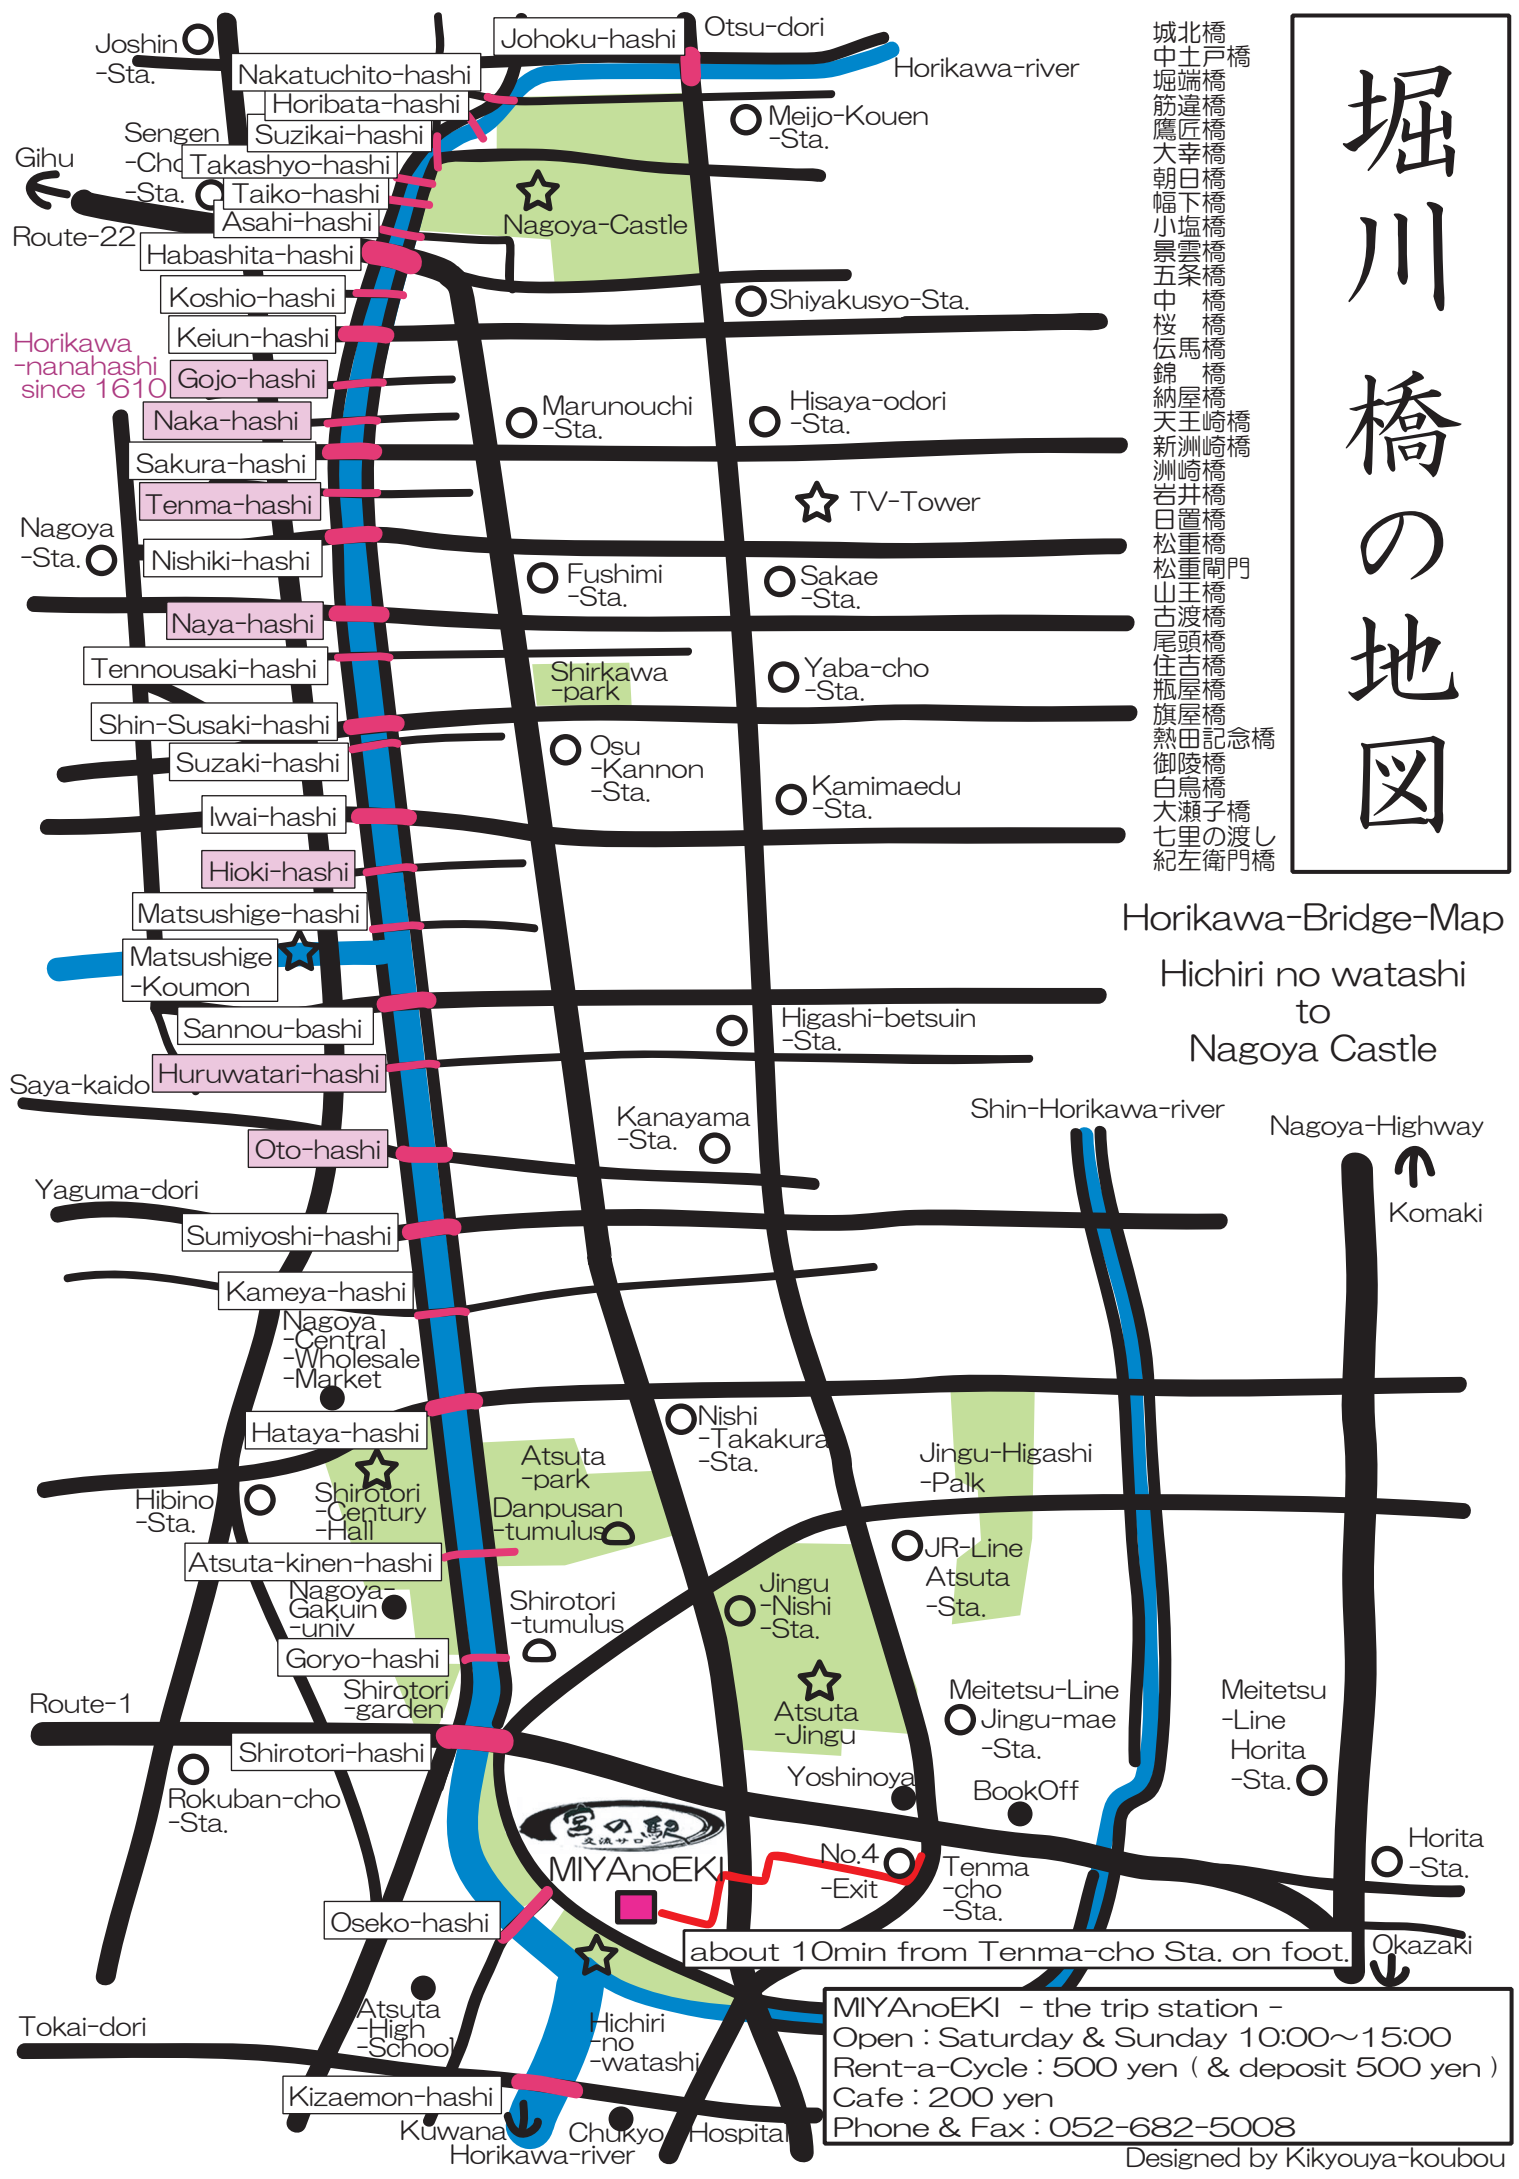 Johoku-hashi
Otsu-dori
Joshin
-Sta.
Nakatuchito-hashi
Horikawa-river
Horibata-hashi
Meijo-Kouen
-Sta.
Sengen
-Cho
-Sta.
Suzikai-hashi
Gihu
Takashyo-hashi
Taiko-hashi
Asahi-hashi
Nagoya-Castle
Route-22
Habashita-hashi
Koshio-hashi
Shiyakusyo-Sta.
Keiun-hashi
Horikawa
-nanahashi
since 1610
Gojo-hashi
Naka-hashi
Marunouchi
-Sta.
Hisaya-odori
-Sta.
Sakura-hashi
Tenma-hashi
TV-Tower
Nagoya
-Sta.
Nishiki-hashi
Fushimi
-Sta.
Sakae
-Sta.
Naya-hashi
Tennousaki-hashi
Shirkawa
-park
Yaba-cho
-Sta.
Shin-Susaki-hashi
Suzaki-hashi
Osu
-Kannon
-Sta.
Kamimaedu
-Sta.
Iwai-hashi
Hioki-hashi
Matsushige-hashi
Matsushige
-Koumon
Sannou-bashi
Higashi-betsuin
-Sta.
Huruwatari-hashi
Saya-kaido
Kanayama
-Sta.
Oto-hashi
Yaguma-dori
Sumiyoshi-hashi
Kameya-hashi
城北橋
中土戸橋
堀端橋
筋違橋
鷹匠橋
大幸橋
朝日橋
幅下橋
小塩橋
景雲橋
五条橋
中　橋
桜　橋
伝馬橋
錦　橋
納屋橋
天王崎橋
新洲崎橋
洲崎橋
岩井橋
日置橋
松重橋
松重閘門
山王橋
古渡橋
尾頭橋
住吉橋
瓶屋橋
旗屋橋
熱田記念橋
御陵橋
白鳥橋
大瀬子橋
七里の渡し
紀左衛門橋
堀川橋の地図
Horikawa-Bridge-Map
Hichiri no watashi
to
Nagoya Castle
Shin-Horikawa-river
Nagoya-Highway
Komaki
Nagoya
-Central
-Wholesale
-Market
Hataya-hashi
Nishi
-Takakura
-Sta.
Atsuta
-park
Jingu-Higashi
-Palk
Hibino
-Sta.
Shirotori
-Century
-Hall
Danpusan
-tumulus
Atsuta-kinen-hashi
JR-Line
Atsuta
-Sta.
Nagoya-
Gakuin
-univ
Shirotori
-tumulus
Jingu
-Nishi
-Sta.
Goryo-hashi
Shirotori
-garden
Atsuta
-Jingu
Meitetsu-Line
Jingu-mae
-Sta.
Meitetsu
-Line
Horita
-Sta.
Route-1
Shirotori-hashi
Rokuban-cho
-Sta.
Yoshinoya
BookOff
宮の駅
交流サロン
MIYAnoEKI
No.4
-Exit
Tenma
-cho
-Sta.
Horita
-Sta.
Oseko-hashi
about 10min from Tenma-cho Sta. on foot.
Okazaki
Atsuta
-High
-School
Hichiri
-no
-watashi
Tokai-dori
Kizaemon-hashi
Kuwana
Horikawa-river
Chukyo Hospital
MIYAnoEKI - the trip station -
Open : Saturday & Sunday 10:00～15:00
Rent-a-Cycle : 500 yen ( & deposit 500 yen )
Cafe : 200 yen
Phone & Fax : 052-682-5008
Designed by Kikyouya-koubou